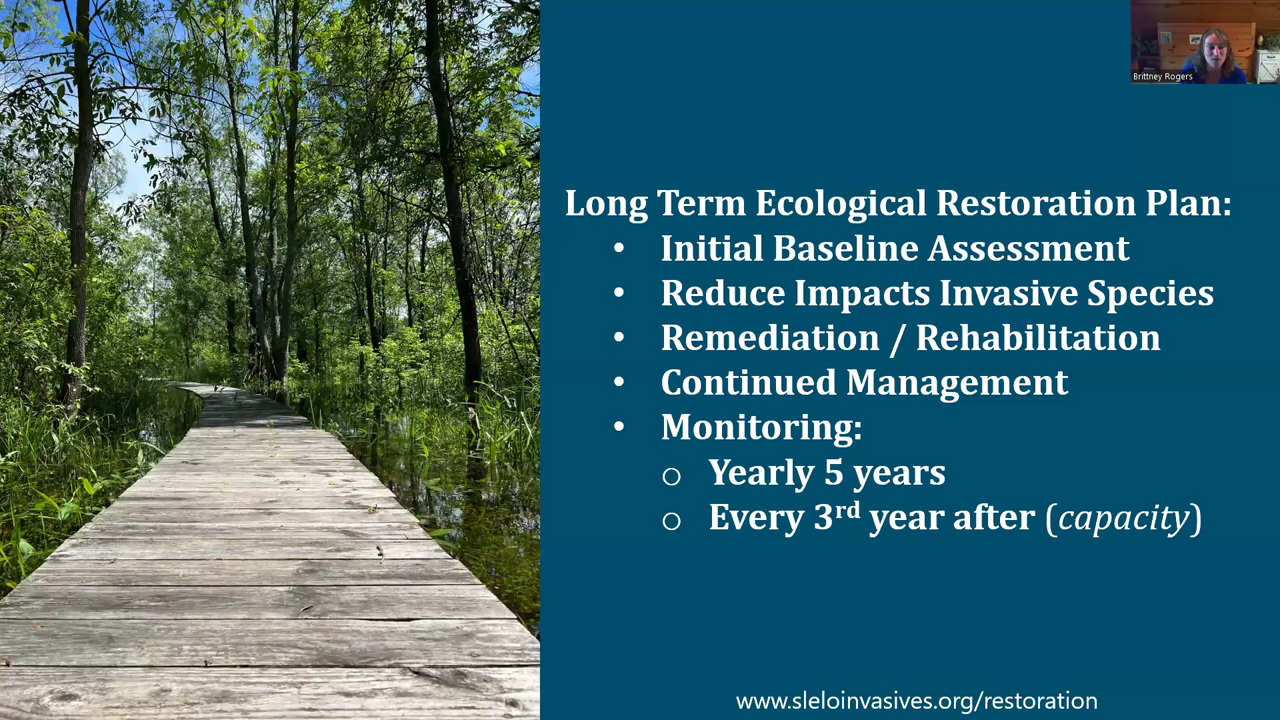 Brittney Rogers
Long Term Ecological Restoration Plan:
• Initial Baseline Assessment
• Reduce Impacts Invasive Species
• Remediation / Rehabilitation
• Continued Management
• Monitoring:
o Yearly 5 years
o Every 3rd year after (capacity)
www.sleloinvasives.org/restoration